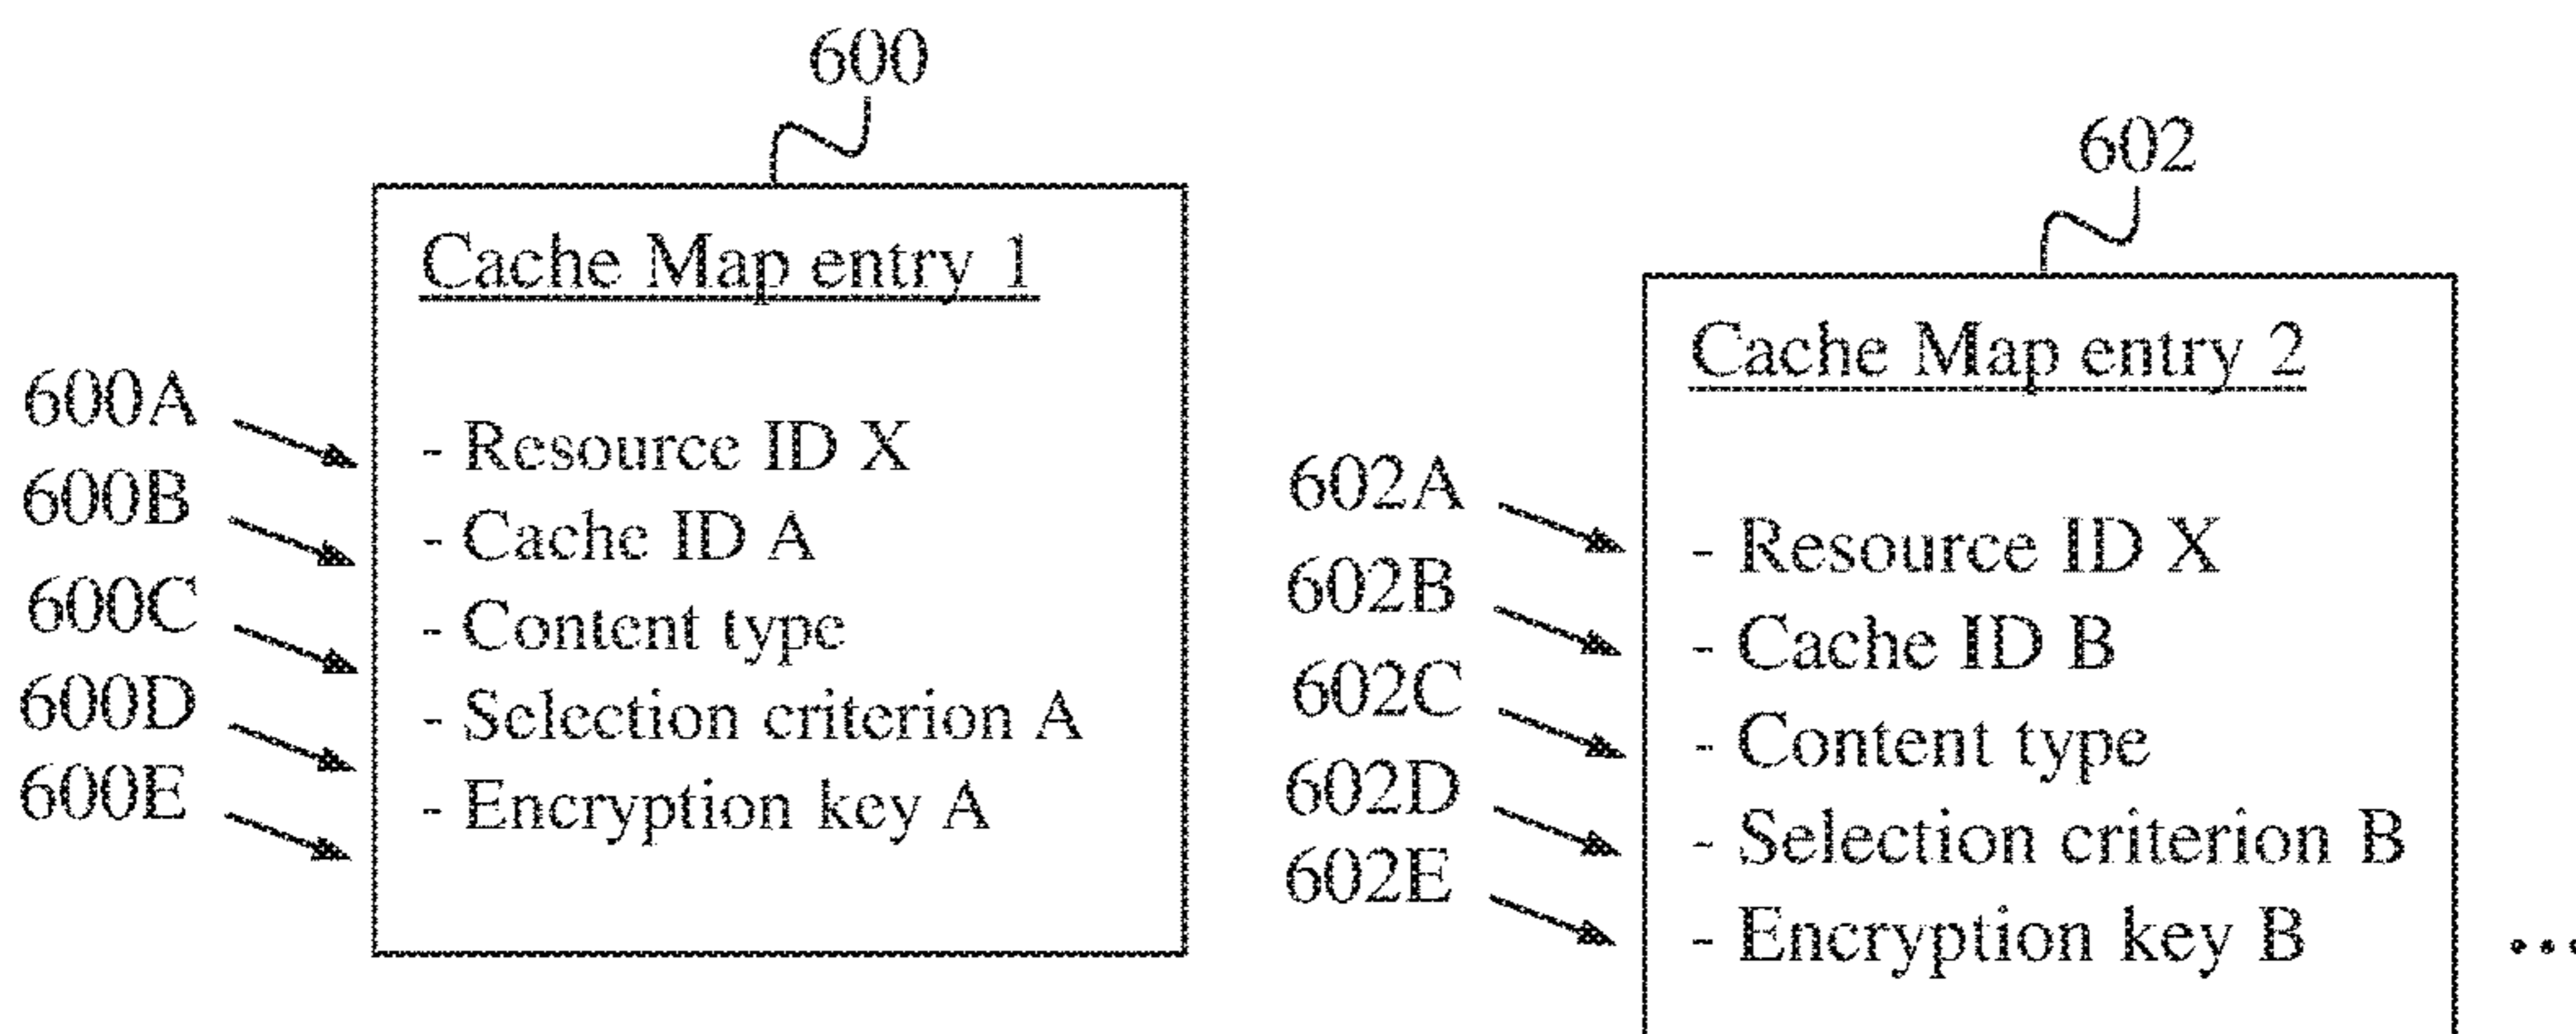 600
Cache Map entry 1
600A
- Resource ID X
600B
- Cache ID A
600C
- Content type
600D
- Selection criterion A
600E
- Encryption key A
602
Cache Map entry 2
602A
- Resource ID X
602B
- Cache ID B
602C
- Content type
602D
- Selection criterion B
602E
- Encryption key B
...